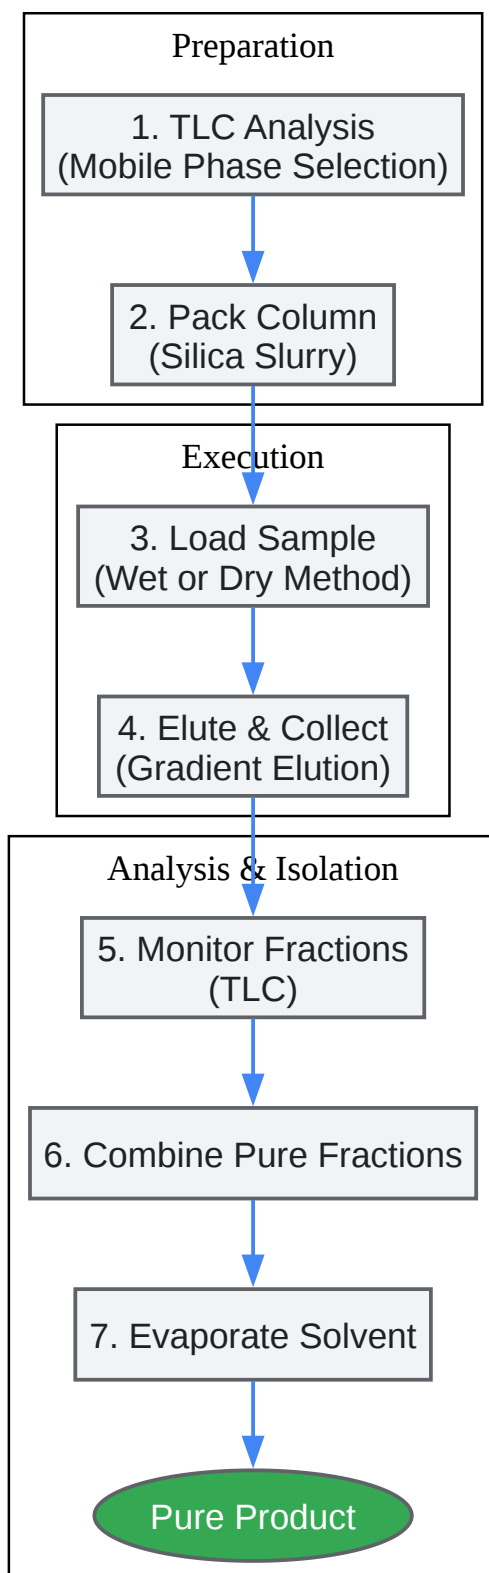 Preparation
1. TLC Analysis
(Mobile Phase Selection)
2. Pack Column
(Silica Slurry)
Execution
3. Load Sample
(Wet or Dry Method)
4. Elute & Collect
(Gradient Elution)
Analysis & Isolation
5. Monitor Fractions
(TLC)
6. Combine Pure Fractions
7. Evaporate Solvent
Pure Product